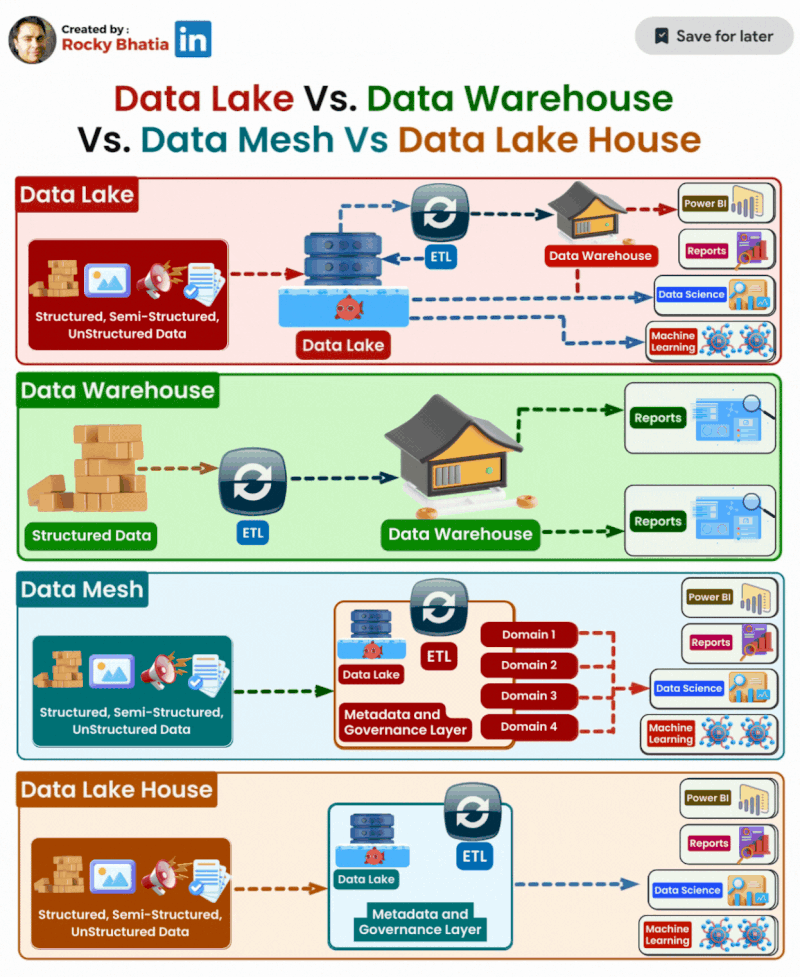 Created by :
Rocky Bhatia
in
Save for later
Data Lake Vs. Data Warehouse
Vs. Data Mesh Vs Data Lake House
Data Lake
Structured, Semi-Structured,
UnStructured Data
Data Lake
ETL
Data Warehouse
Power BI
Reports
Data Science
Machine
Learning
Data Warehouse
Structured Data
ETL
Data Warehouse
Reports
Reports
Data Mesh
Structured, Semi-Structured,
UnStructured Data
Data Lake
ETL
Metadata and
Governance Layer
Domain 1
Domain 2
Domain 3
Domain 4
Power BI
Reports
Data Science
Machine
Learning
Data Lake House
Structured, Semi-Structured,
UnStructured Data
Data Lake
ETL
Metadata and
Governance Layer
Power BI
Reports
Data Science
Machine
Learning